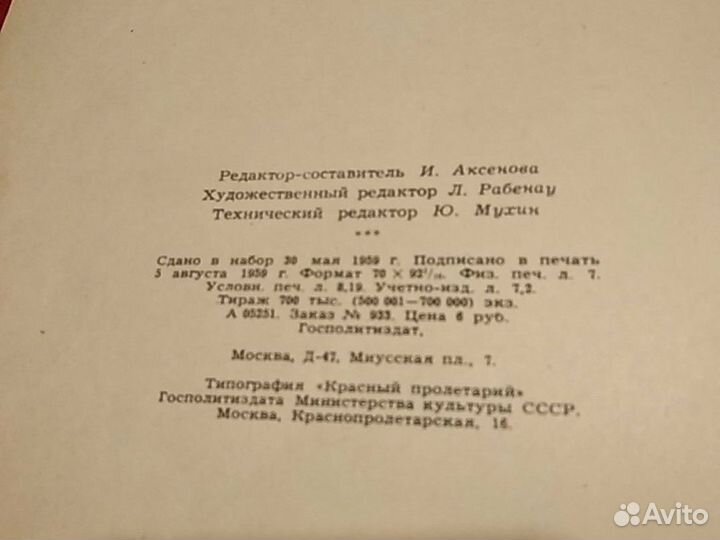 Редактор-составитель И. Аксенова
Художественный редактор Л. Рабенау
Технический редактор Ю. Мухин
***
Сдано в набор 30 мая 1959 г. Подписано в печать
5 августа 1959 г. Формат 70 × 92¹/₁₆. Физ. печ. л. 7.
Условн. печ. л. 8,19. Учетно-изд. л. 7,2.
Тираж 700 тыс. (500 001—700 000) экз.
А 05251. Заказ № 933. Цена 6 руб.
Госполитиздат,
Москва, Д-47, Миусская пл., 7.
Типография «Красный пролетарий»
Госполитиздата Министерства культуры СССР.
Москва, Краснопролетарская, 16.
Avito